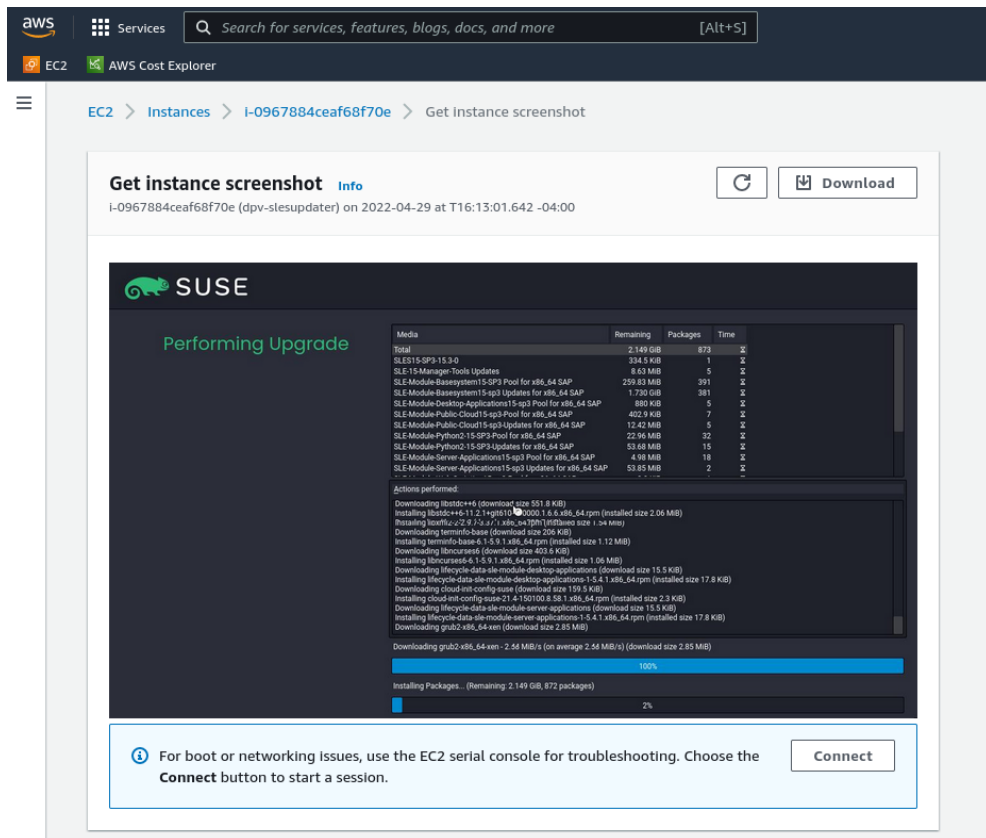 aws
Services
Search for services, features, blogs, docs, and more
[Alt+S]
EC2
AWS Cost Explorer
EC2 > Instances > i-0967884ceaf68f70e > Get instance screenshot
Get instance screenshot Info
Download
i-0967884ceaf68f70e (dpv-slesupdater) on 2022-04-29 at T16:13:01.642 -04:00
SUSE
Performing Upgrade
Media Remaining Packages Time
Total 2.149 GiB 873
SLES15-SP3-15.3-0 334.5 KiB 1
SLE-15-Manager-Tools Updates 8.63 MiB 5
SLE-Module-Basesystem15-SP3 Pool for x86_64 SAP 259.83 MiB 391
SLE-Module-Basesystem15-sp3 Updates for x86_64 SAP 1.730 GiB 381
SLE-Module-Desktop-Applications15-sp3 Pool for x86_64 SAP 880 KiB 5
SLE-Module-Public-Cloud15-sp3-Pool for x86_64 SAP 402.9 KiB 7
SLE-Module-Public-Cloud15-sp3-Updates for x86_64 SAP 12.42 MiB 5
SLE-Module-Python2-15-SP3-Pool for x86_64 SAP 22.96 MiB 32
SLE-Module-Python2-15-SP3-Updates for x86_64 SAP 53.68 MiB 15
SLE-Module-Server-Applications15-sp3 Pool for x86_64 SAP 4.98 MiB 18
SLE-Module-Server-Applications15-sp3 Updates for x86_64 SAP 53.85 MiB 2
Actions performed:
Downloading libstdc++6 (download size 551.8 KiB)
Installing (installed size 2.06 MiB)
Installing (installed size 1.54 MiB)
Downloading terminfo-base (download size 206 KiB)
Installing terminfo-base-6.1-5.9.1.x86_64.rpm (installed size 1.12 MiB)
Downloading libncurses6 (download size 403.6 KiB)
Installing libncurses6-6.1-5.9.1.x86_64.rpm (installed size 1.06 MiB)
Downloading lifecycle-data-sle-module-desktop-applications (download size 15.5 KiB)
Installing lifecycle-data-sle-module-desktop-applications-1-5.4.1.x86_64.rpm (installed size 17.8 KiB)
Downloading cloud-init-config-suse (download size 159.5 KiB)
Installing cloud-init-config-suse-21.4-150100.8.58.1.x86_64.rpm (installed size 2.3 KiB)
Downloading lifecycle-data-sle-module-server-applications (download size 15.5 KiB)
Installing lifecycle-data-sle-module-server-applications-1-5.4.1.x86_64.rpm (installed size 17.8 KiB)
Downloading grub2-x86_64-xen (download size 2.85 MiB)
Downloading grub2-x86_64-xen - 2.56 MiB/s (on average 2.56 MiB/s) (download size 2.85 MiB)
100%
Installing Packages... (Remaining: 2.149 GiB, 872 packages)
2%
For boot or networking issues, use the EC2 serial console for troubleshooting. Choose the
Connect button to start a session.
Connect